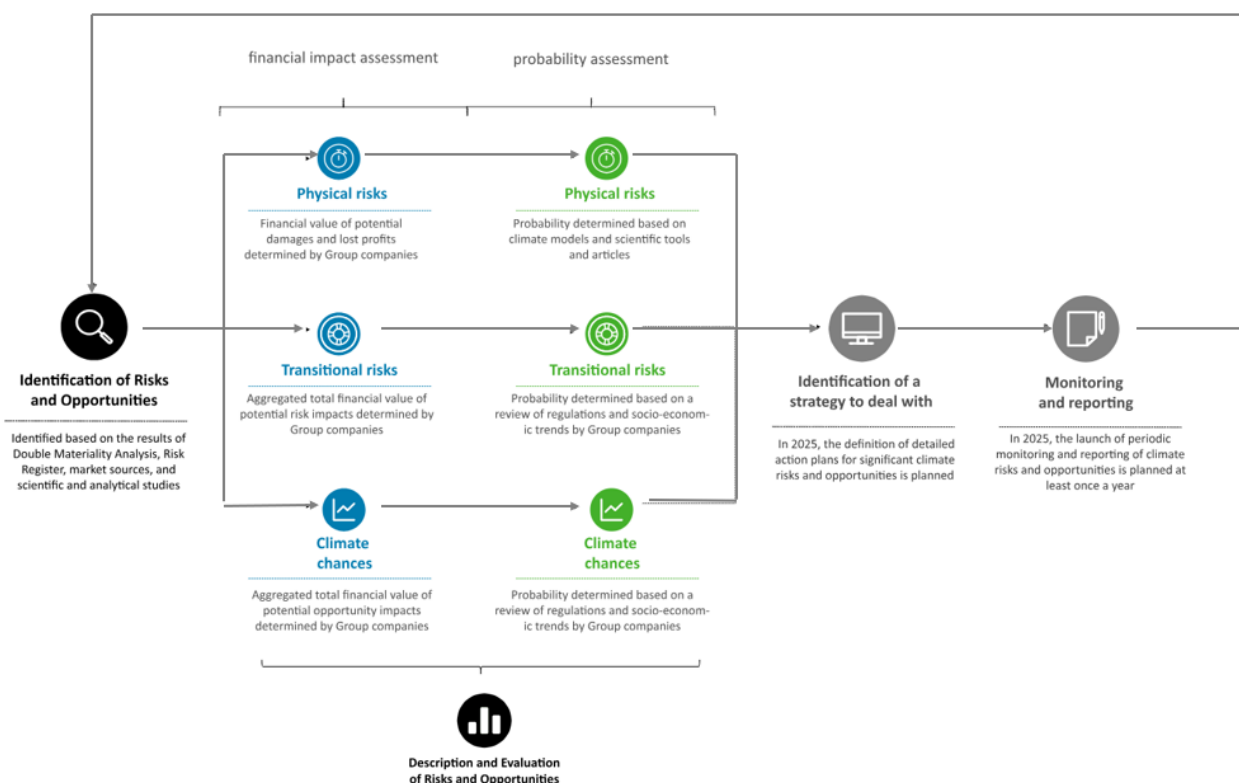 financial impact assessment
probability assessment
Physical risks
Financial value of potential
damages and lost profits
determined by Group companies
Physical risks
Probability determined based on
climate models and scientific tools
and articles
Identification of Risks
and Opportunities
Identified based on the results of
Double Materiality Analysis, Risk
Register, market sources, and
scientific and analytical studies
Transitional risks
Aggregated total financial value of
potential risk impacts determined by
Group companies
Transitional risks
Probability determined based on a
review of regulations and socio-econom-
ic trends by Group companies
Identification of a
strategy to deal with
In 2025, the definition of detailed
action plans for significant climate
risks and opportunities is planned
Monitoring
and reporting
In 2025, the launch of periodic
monitoring and reporting of climate
risks and opportunities is planned at
least once a year
Climate
chances
Aggregated total financial value of
potential opportunity impacts
determined by Group companies
Climate
chances
Probability determined based on a
review of regulations and socio-econom-
ic trends by Group companies
Description and Evaluation
of Risks and Opportunities